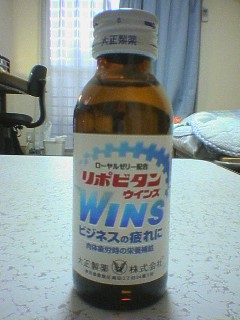 大正製薬
ローヤルゼリー配合
リポビタン
ウインス
WINS
ビジネスの疲れに
肉体疲労時の栄養補給
大正製薬株式会社